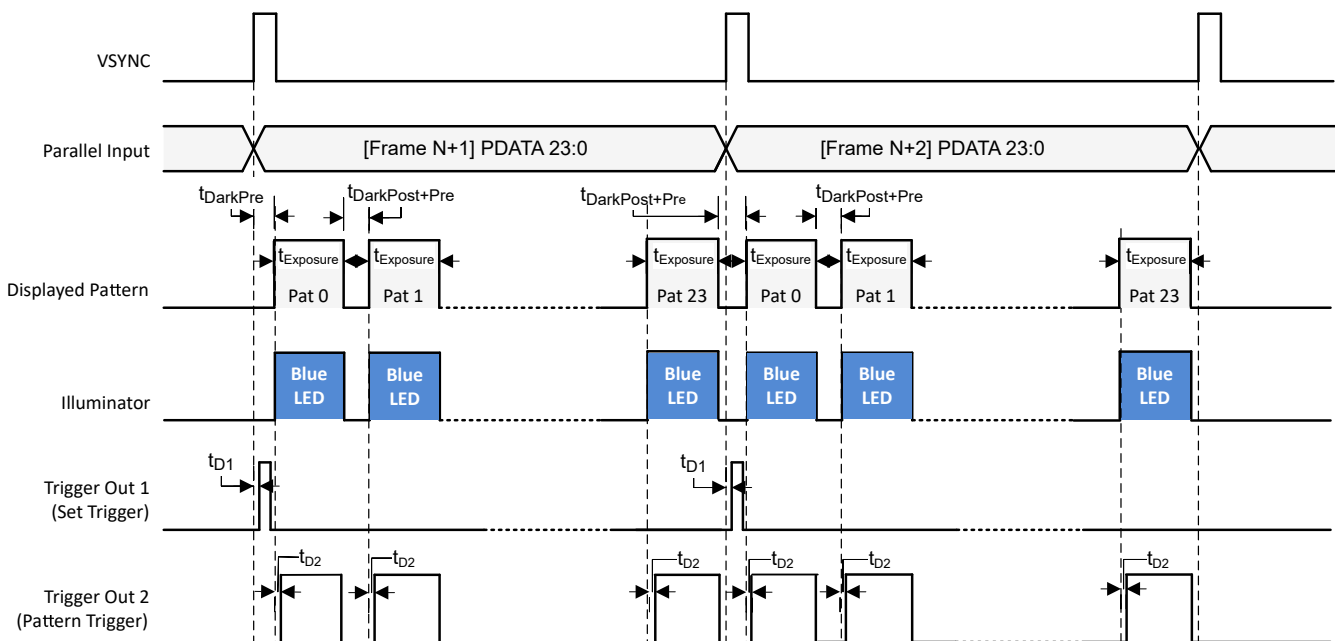 VSYNC
Parallel Input
[Frame N+1] PDATA 23:0
[Frame N+2] PDATA 23:0
tDarkPre
tDarkPost+Pre
tDarkPost+Pre
tDarkPost+Pre
Displayed Pattern
tExposure
tExposure
tExposure
tExposure
tExposure
tExposure
Pat 0
Pat 1
Pat 23
Pat 0
Pat 1
Pat 23
Illuminator
Blue
LED
Blue
LED
Blue
LED
Blue
LED
Blue
LED
Blue
LED
Trigger Out 1
(Set Trigger)
tD1
tD1
Trigger Out 2
(Pattern Trigger)
tD2
tD2
tD2
tD2
tD2
tD2